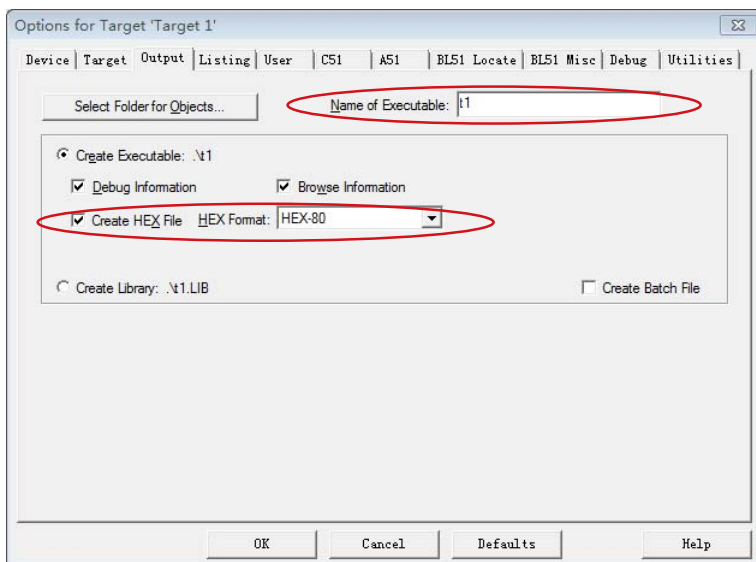 Options for Target 'Target 1'
Device Target Output Listing User C51 A51 BL51 Locate BL51 Misc Debug Utilities
Select Folder for Objects... Name of Executable: t1
Create Executable: .\t1
Debug Information Browse Information
Create HEX File HEX Format: HEX-80
Create Library: .\t1.LIB Create Batch File
OK Cancel Defaults Help